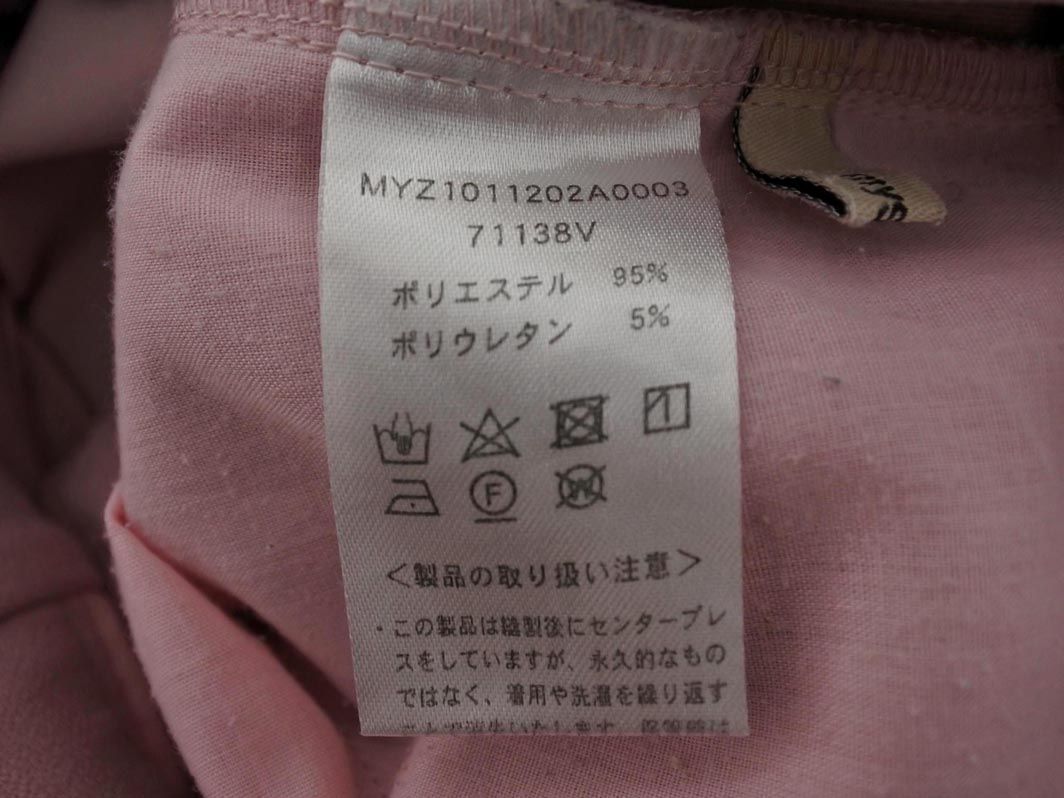 MYZ1011202A0003
71138V
ポリエステル 95%
ポリウレタン 5%
F
W
<製品の取り扱い注意>
・この製品は縫製後にセンタープレ
スをしていますが、永久的なもの
ではなく、着用や洗濯を繰り返す